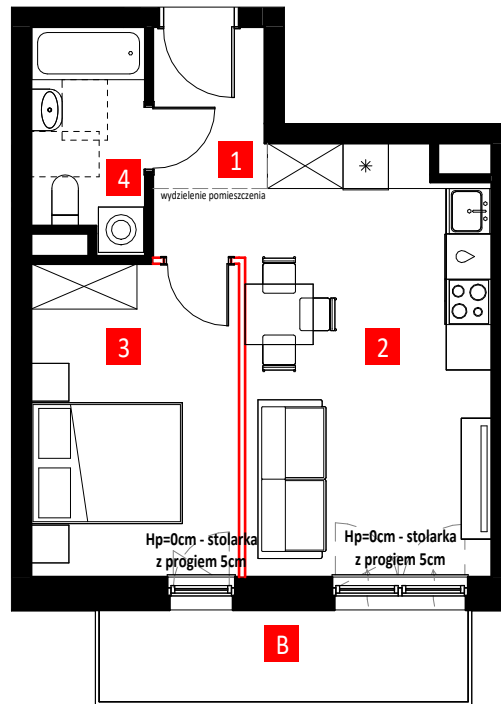 1
4
wydzielenie pomieszczenia
3
2
Hp=0cm - stolarka
z progiem 5cm
Hp=0cm - stolarka
z progiem 5cm
B